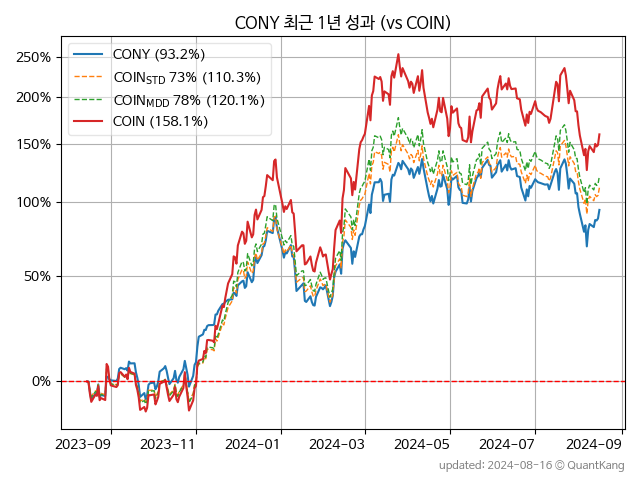 CONY 최근 1년 성과 (vs COIN)
CONY (93.2%)
COIN_STD 73% (110.3%)
COIN_MDD 78% (120.1%)
COIN (158.1%)
250%
200%
150%
100%
50%
0%
2023-09 2023-11 2024-01 2024-03 2024-05 2024-07 2024-09
updated: 2024-08-16 © QuantKang